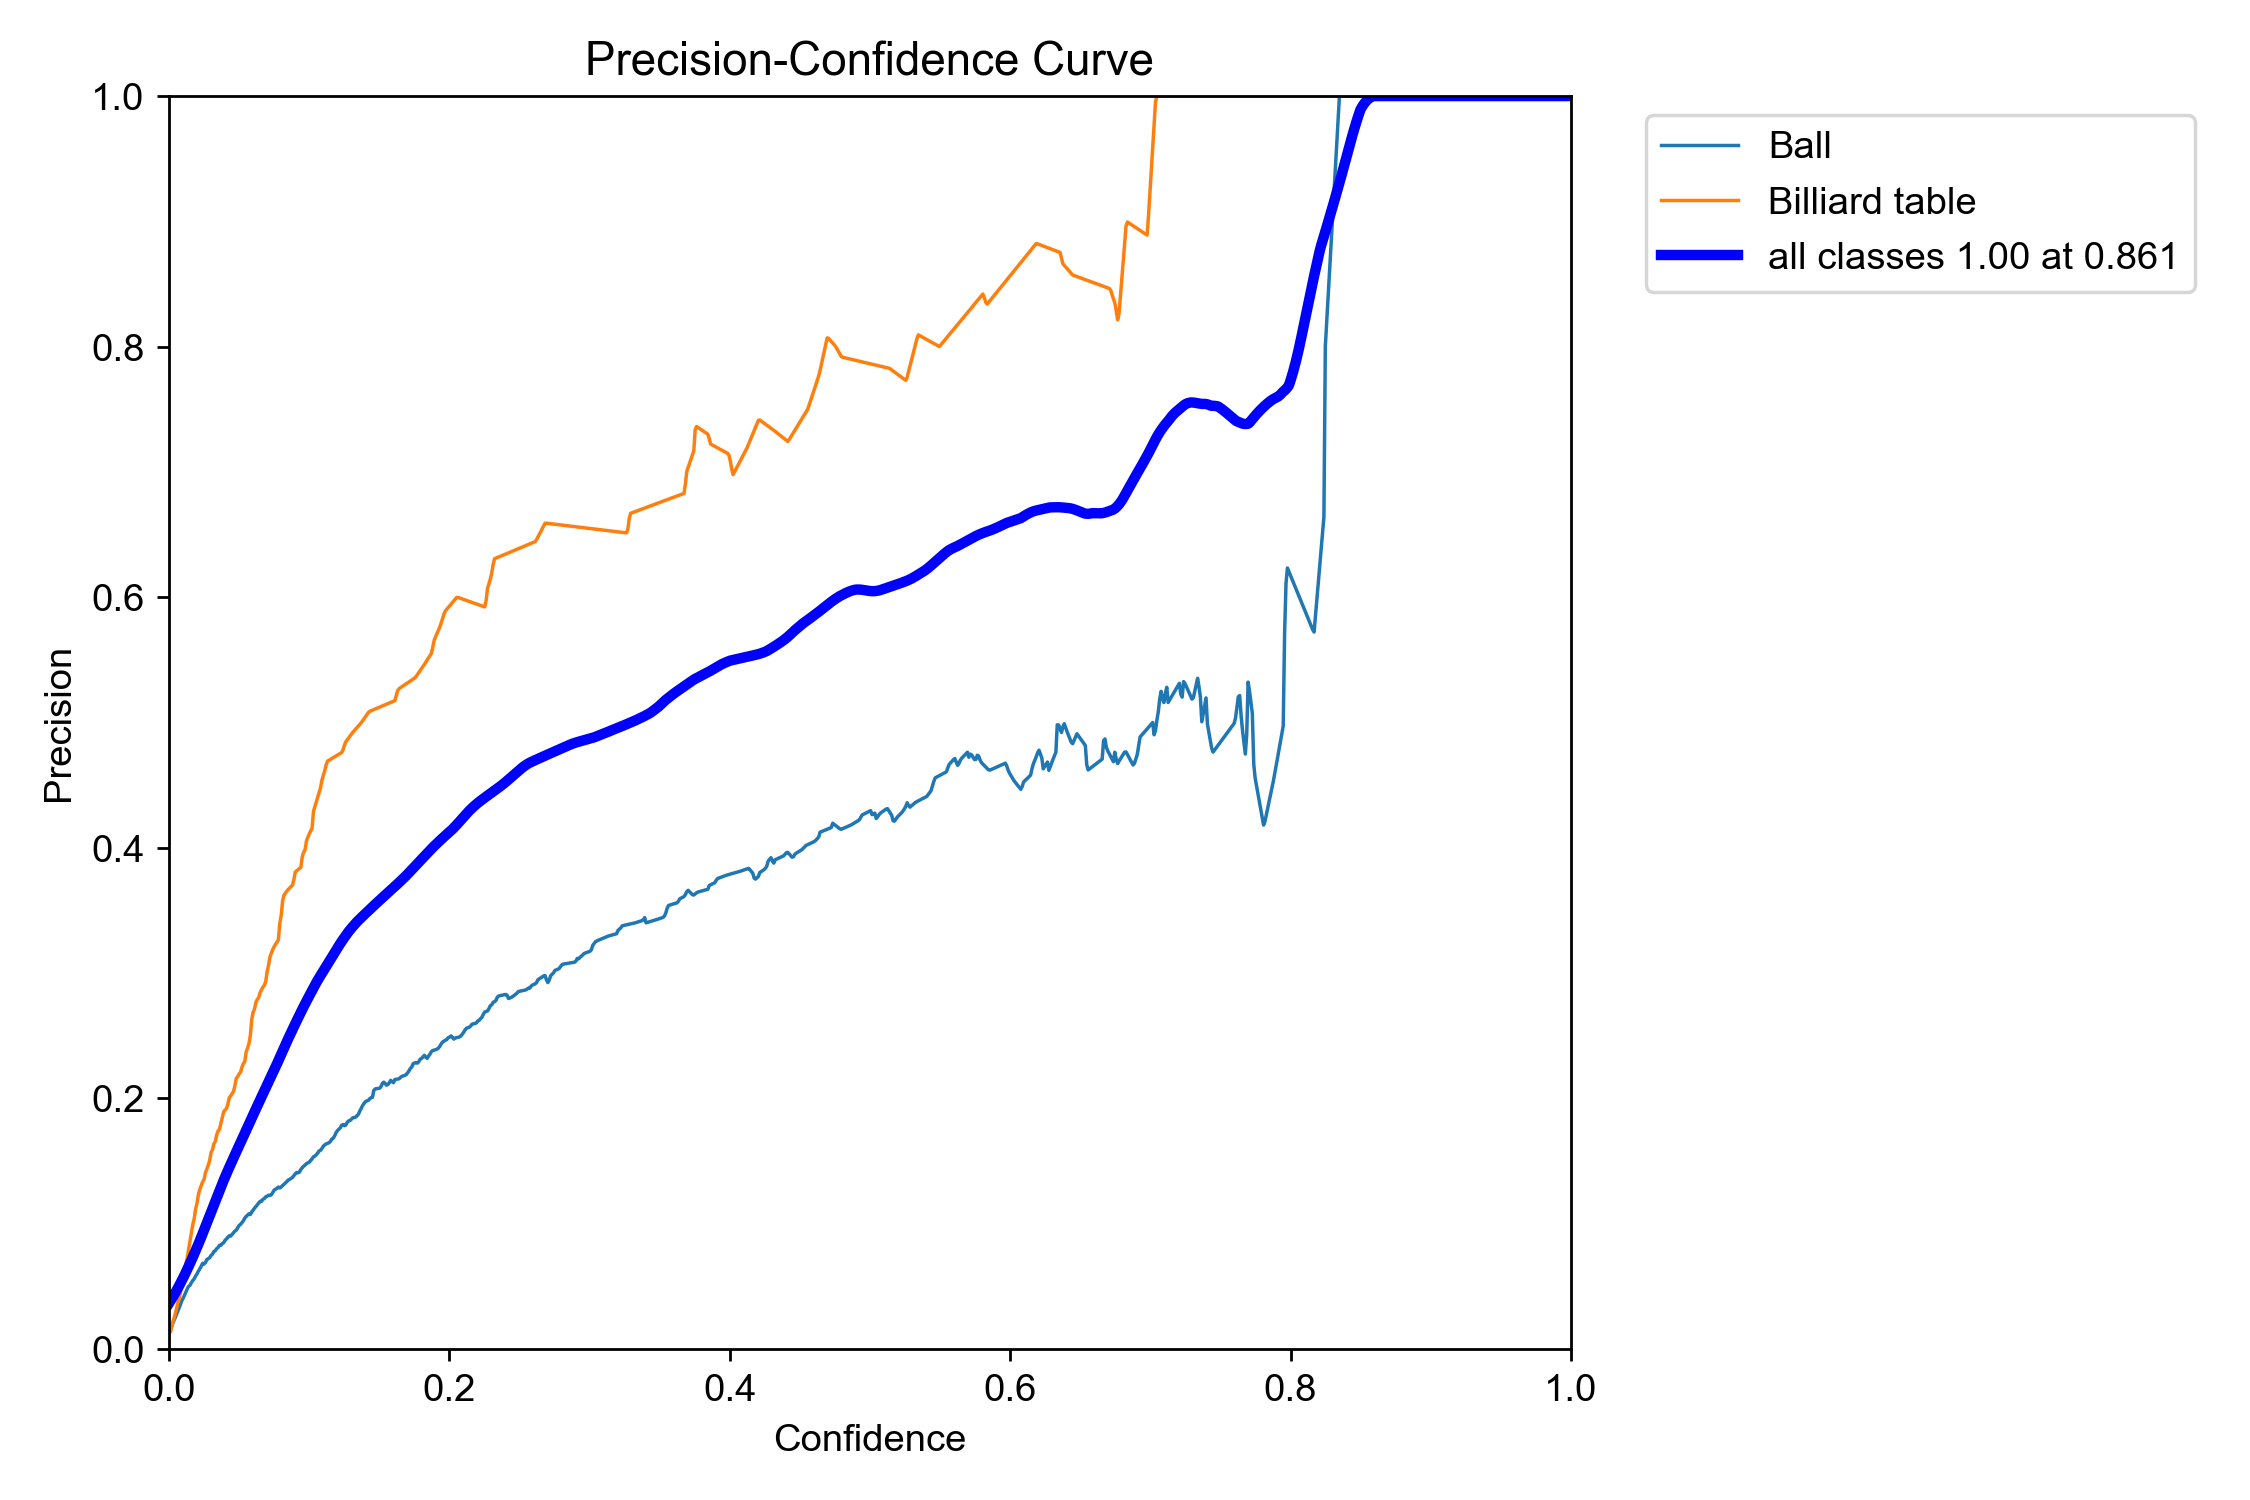 Precision-Confidence Curve
1.0
0.8
0.6
0.4
0.2
0.0
Precision
0.0 0.2 0.4 0.6 0.8 1.0
Confidence
Ball
Billiard table
all classes 1.00 at 0.861